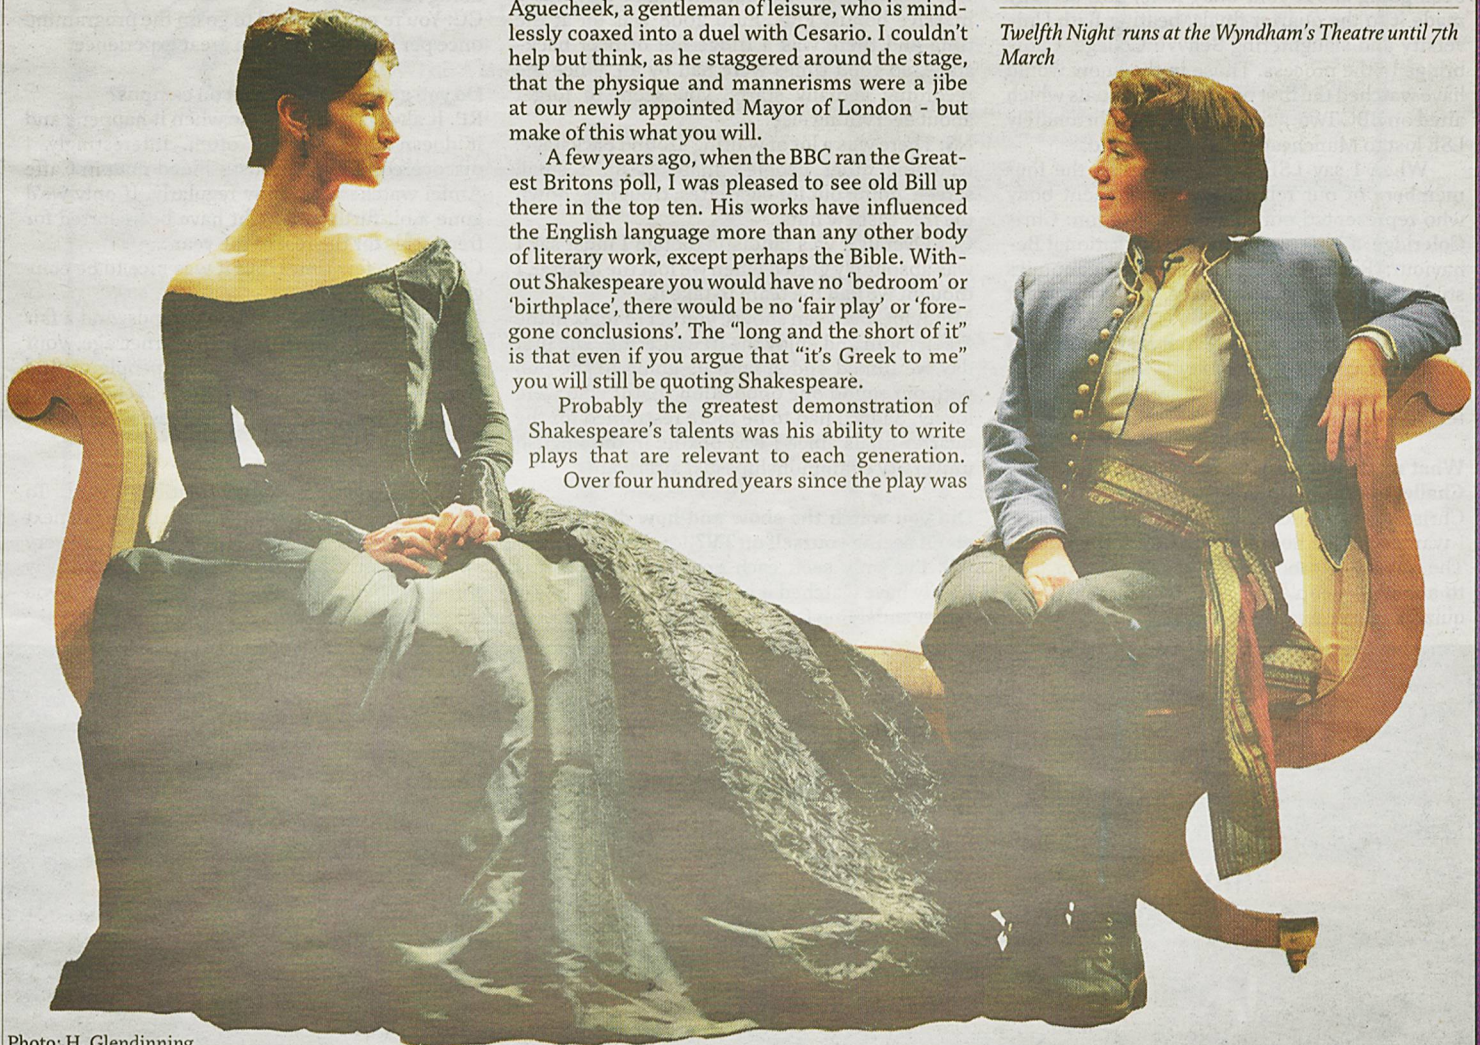 Aguecheek, a gentleman of leisure, who is mind-
lessly coaxed into a duel with Cesario. I couldn't
help but think, as he staggered around the stage,
that the physique and mannerisms were a jibe
at our newly appointed Mayor of London - but
make of this what you will.
A few years ago, when the BBC ran the Great-
est Britons poll, I was pleased to see old Bill up
there in the top ten. His works have influenced
the English language more than any other body
of literary work, except perhaps the Bible. With-
out Shakespeare you would have no 'bedroom' or
'birthplace', there would be no 'fair play' or 'fore-
gone conclusions'. The "long and the short of it"
is that even if you argue that "it's Greek to me"
you will still be quoting Shakespeare.
Probably the greatest demonstration of
Shakespeare's talents was his ability to write
plays that are relevant to each generation.
Over four hundred years since the play was
Twelfth Night runs at the Wyndham's Theatre until 7th
March
Photo: H. Glendinning